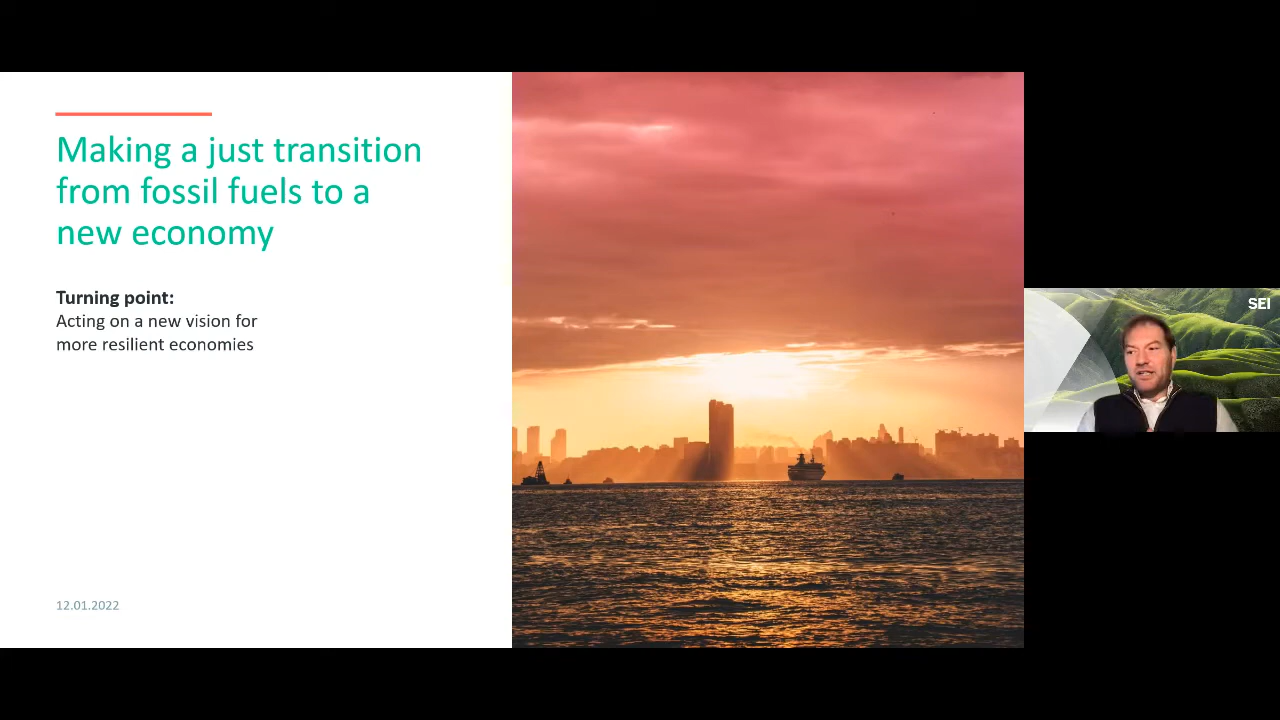 Making a just transition
from fossil fuels to a
new economy
Turning point:
Acting on a new vision for
more resilient economies
12.01.2022
SEI